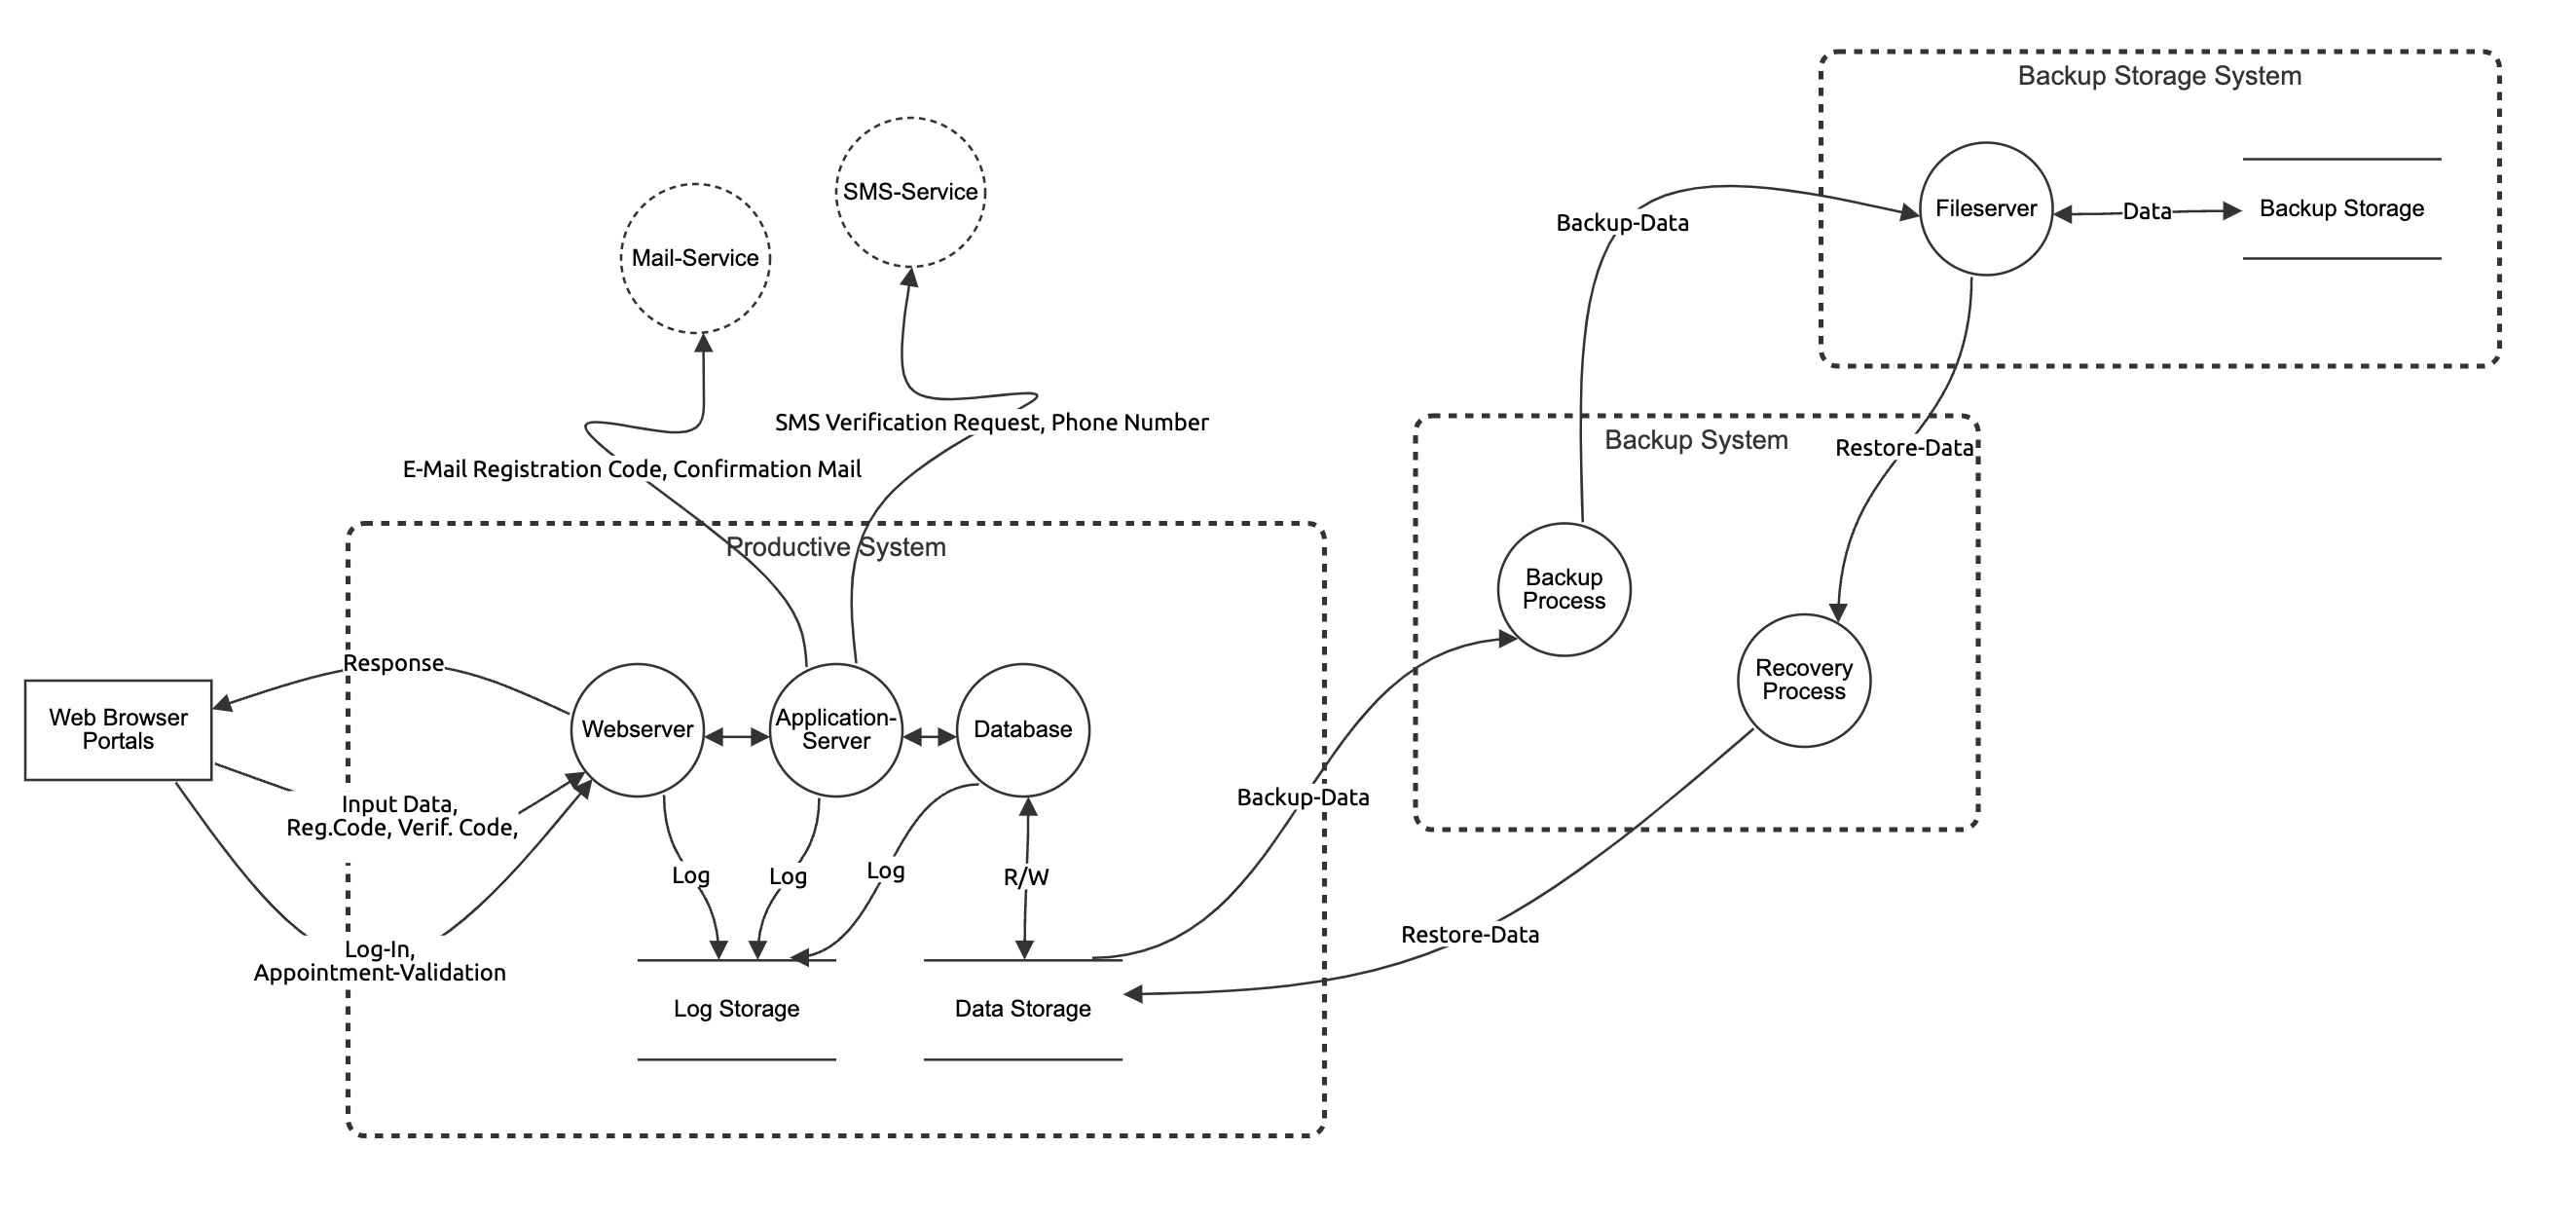 Backup Storage System
SMS-Service
Fileserver
Data
Backup Storage
Backup-Data
Mail-Service
SMS Verification Request, Phone Number
Backup System
Restore-Data
E-Mail Registration Code, Confirmation Mail
Productive System
Backup
Process
Response
Recovery
Process
Web Browser
Portals
Webserver
Application-
Server
Database
Input Data,
Reg.Code, Verif. Code,
Backup-Data
Log
Log
Log
R/W
Log-In,
Appointment-Validation
Restore-Data
Log Storage
Data Storage